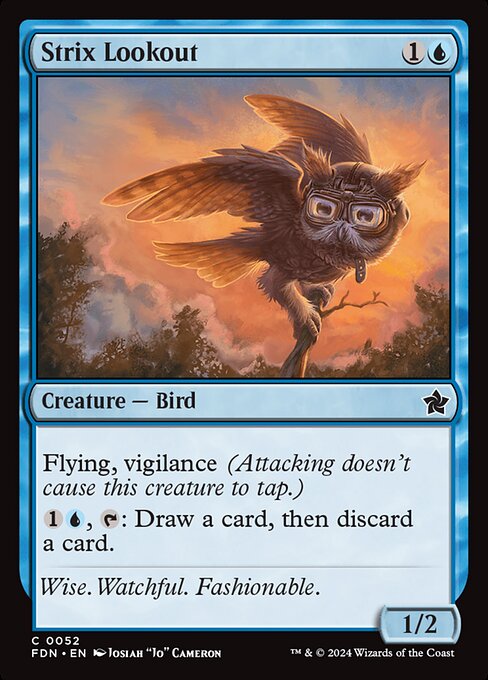 Strix Lookout 1
Creature — Bird
Flying, vigilance (Attacking doesn't
cause this creature to tap.)
1, : Draw a card, then discard
a card.
Wise. Watchful. Fashionable.
1/2
C 0052
FDN • EN Josiah "Jo" Cameron
™ & © 2024 Wizards of the Coast